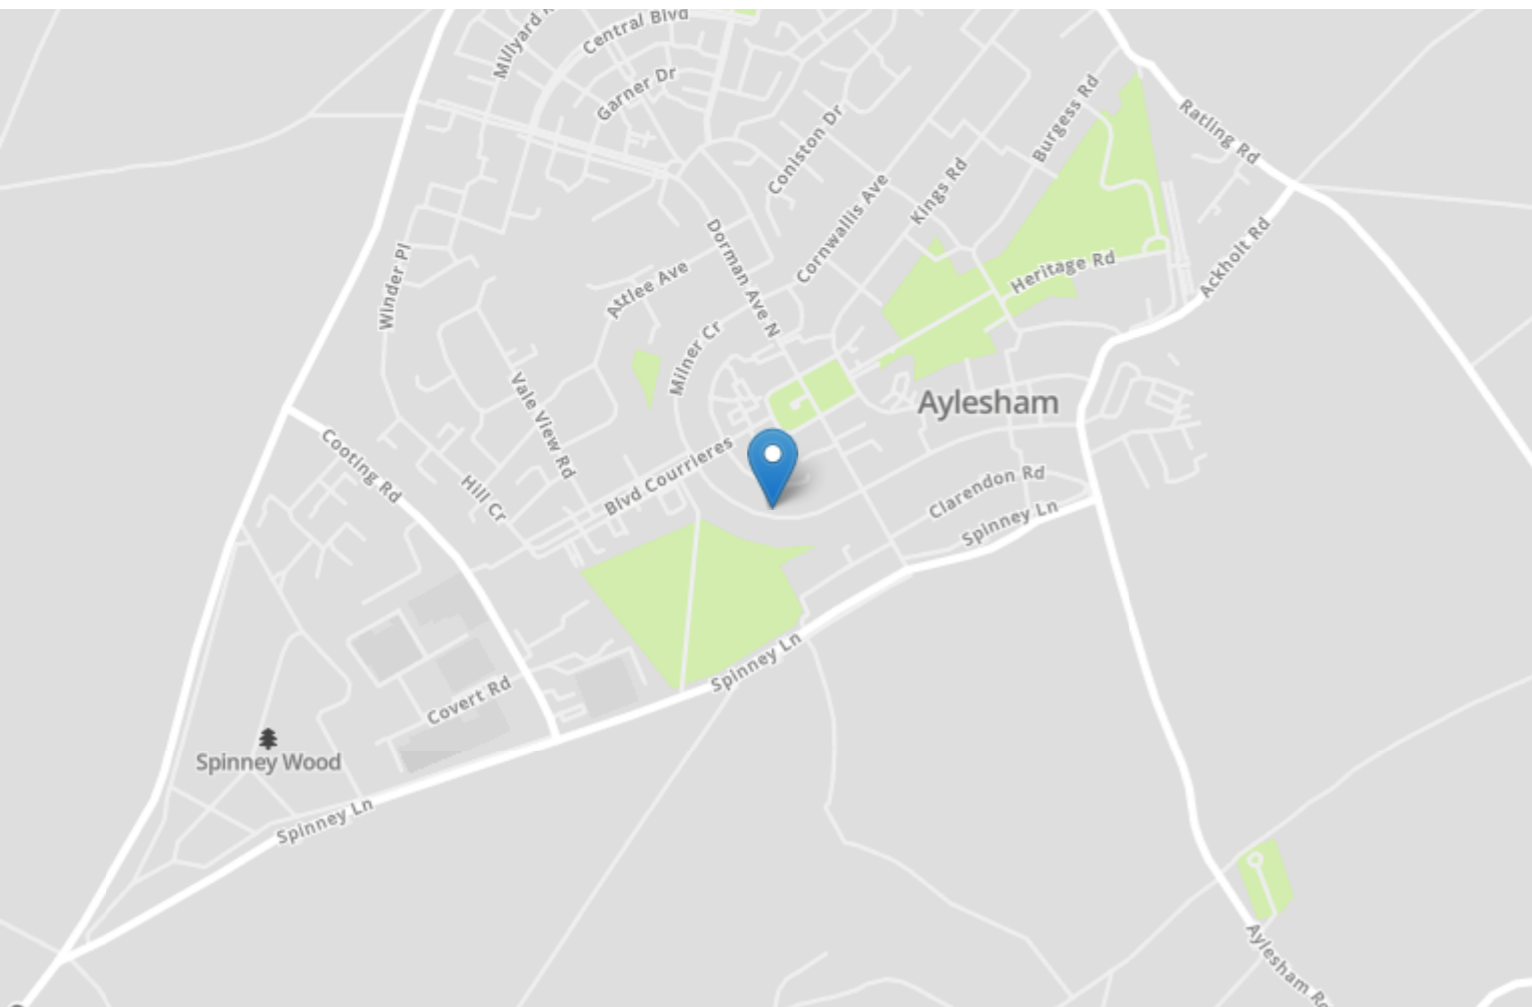 Millyard
Central Blvd
Garner Dr
Coniston Dr
Burgess Rd
Ratling Rd
Cornwallis Ave
Kings Rd
Dorman Ave N
Winder Pl
Attlee Ave
Heritage Rd
Ackholt Rd
Milner Cr
Vale View Rd
Aylesham
Cooting Rd
Hill Cr
Blvd Courrieres
Clarendon Rd
Spinney Ln
Spinney Ln
Covert Rd
Spinney Wood
Spinney Ln
Aylesham Rd